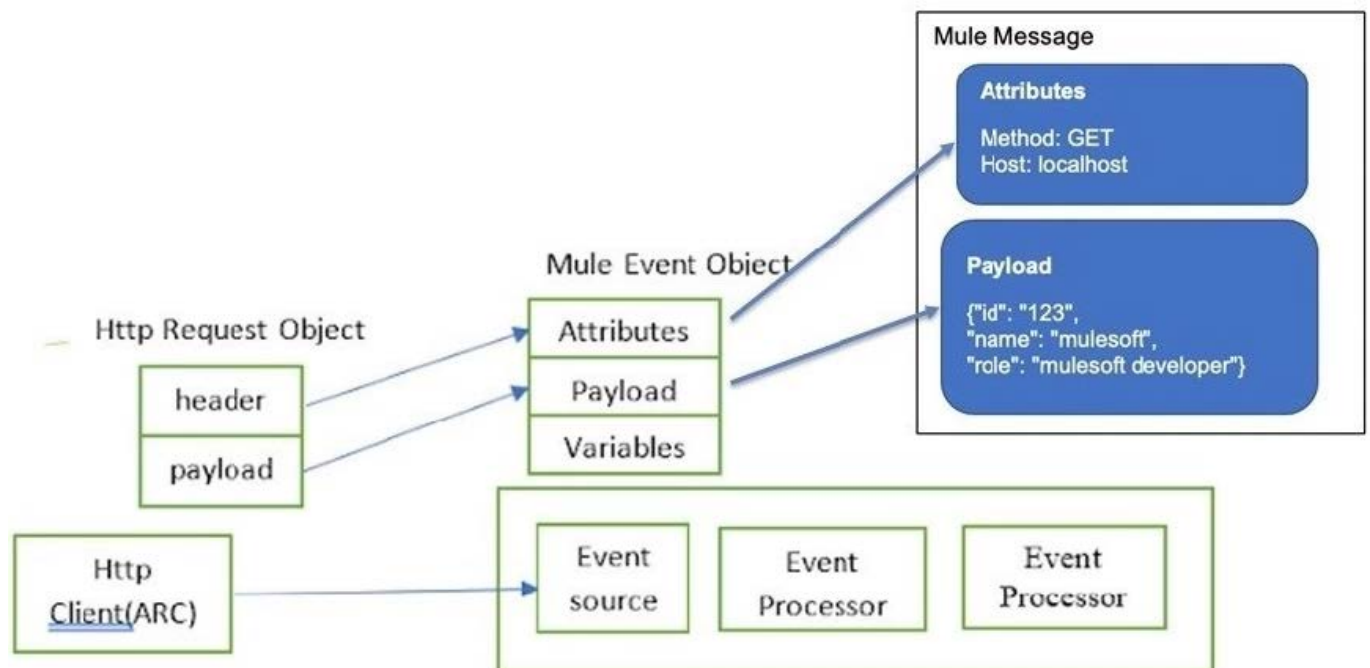 Mule Message
Attributes
Method: GET
Host: localhost
Payload
{"id": "123",
"name": "mulesoft",
"role": "mulesoft developer"}
Mule Event Object
Attributes
Payload
Variables
Http Request Object
header
payload
Http
Client(ARC)
Event
source
Event
Processor
Event
Processor